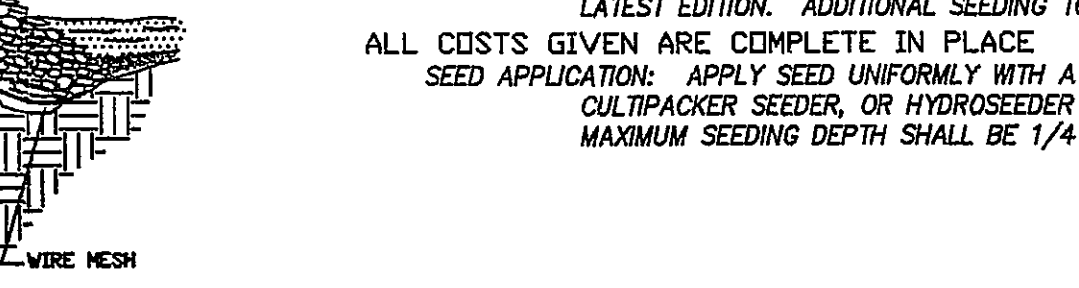 LATEST EDITION. ADDITIONAL SEEDING
ALL COSTS GIVEN ARE COMPLETE IN PLACE
SEED APPLICATION: APPLY SEED UNIFORMLY WITH A
CULTIPACKER SEEDER, OR HYDROSEEDER
MAXIMUM SEEDING DEPTH SHALL BE 1/4
WIRE MESH